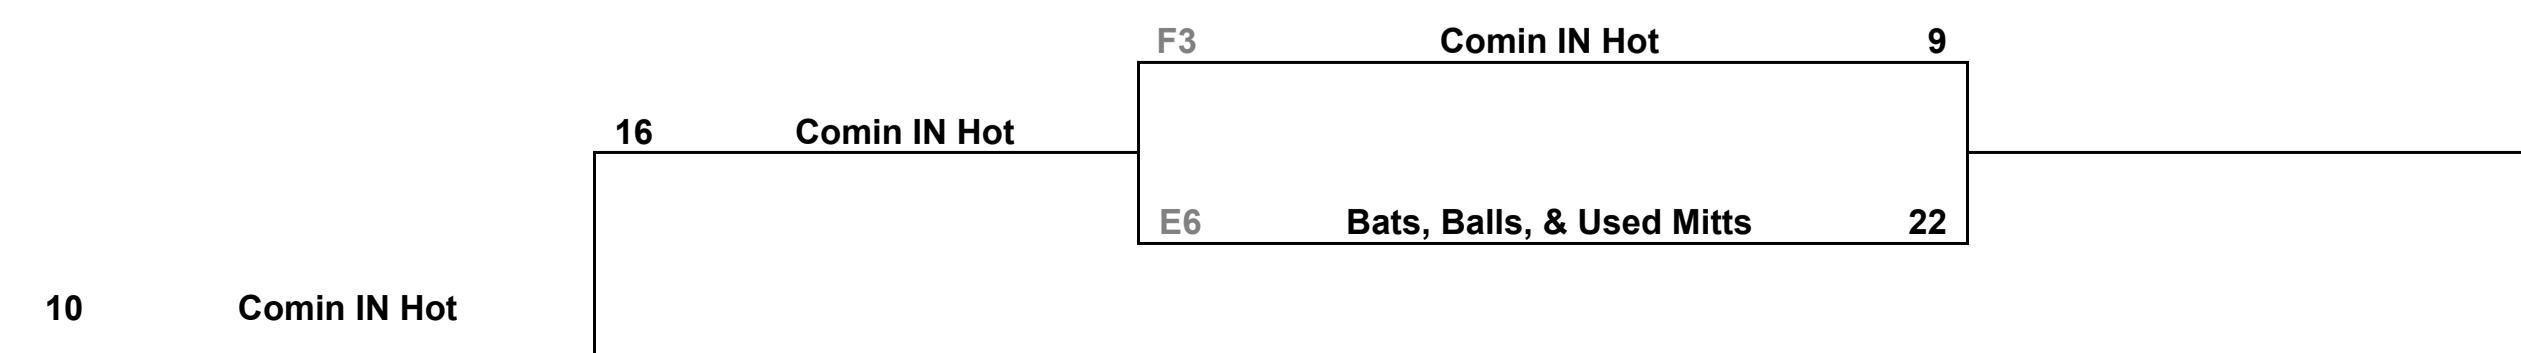 F3 Comin IN Hot 9
16 Comin IN Hot
E6 Bats, Balls, & Used Mitts 22
10 Comin IN Hot